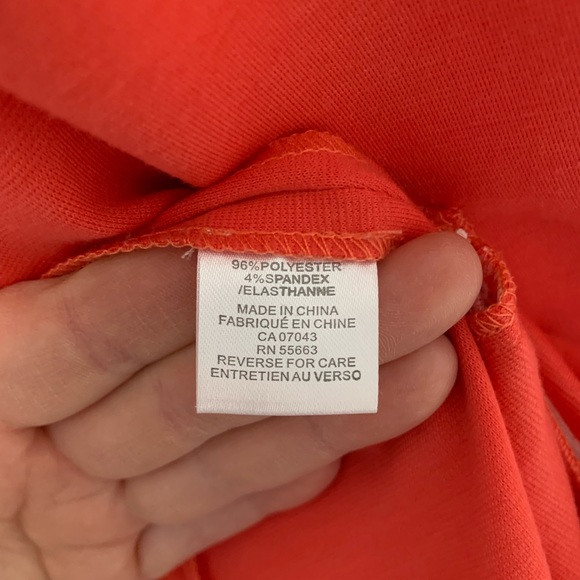 96%POLYESTER
4%SPANDEX
/ELASTHANNE
MADE IN CHINA
FABRIQUÉ EN CHINE
CA 07043
RN 55663
REVERSE FOR CARE
ENTRETIEN AU VERSO